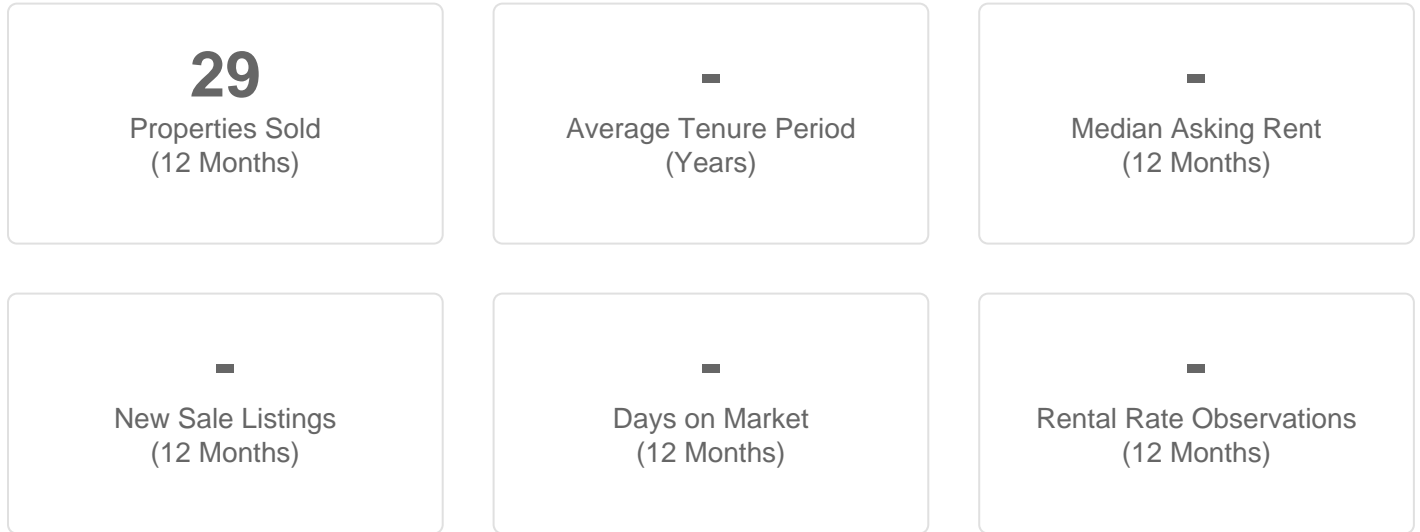 29
Properties Sold
(12 Months)
-
Average Tenure Period
(Years)
-
Median Asking Rent
(12 Months)
-
New Sale Listings
(12 Months)
-
Days on Market
(12 Months)
-
Rental Rate Observations
(12 Months)